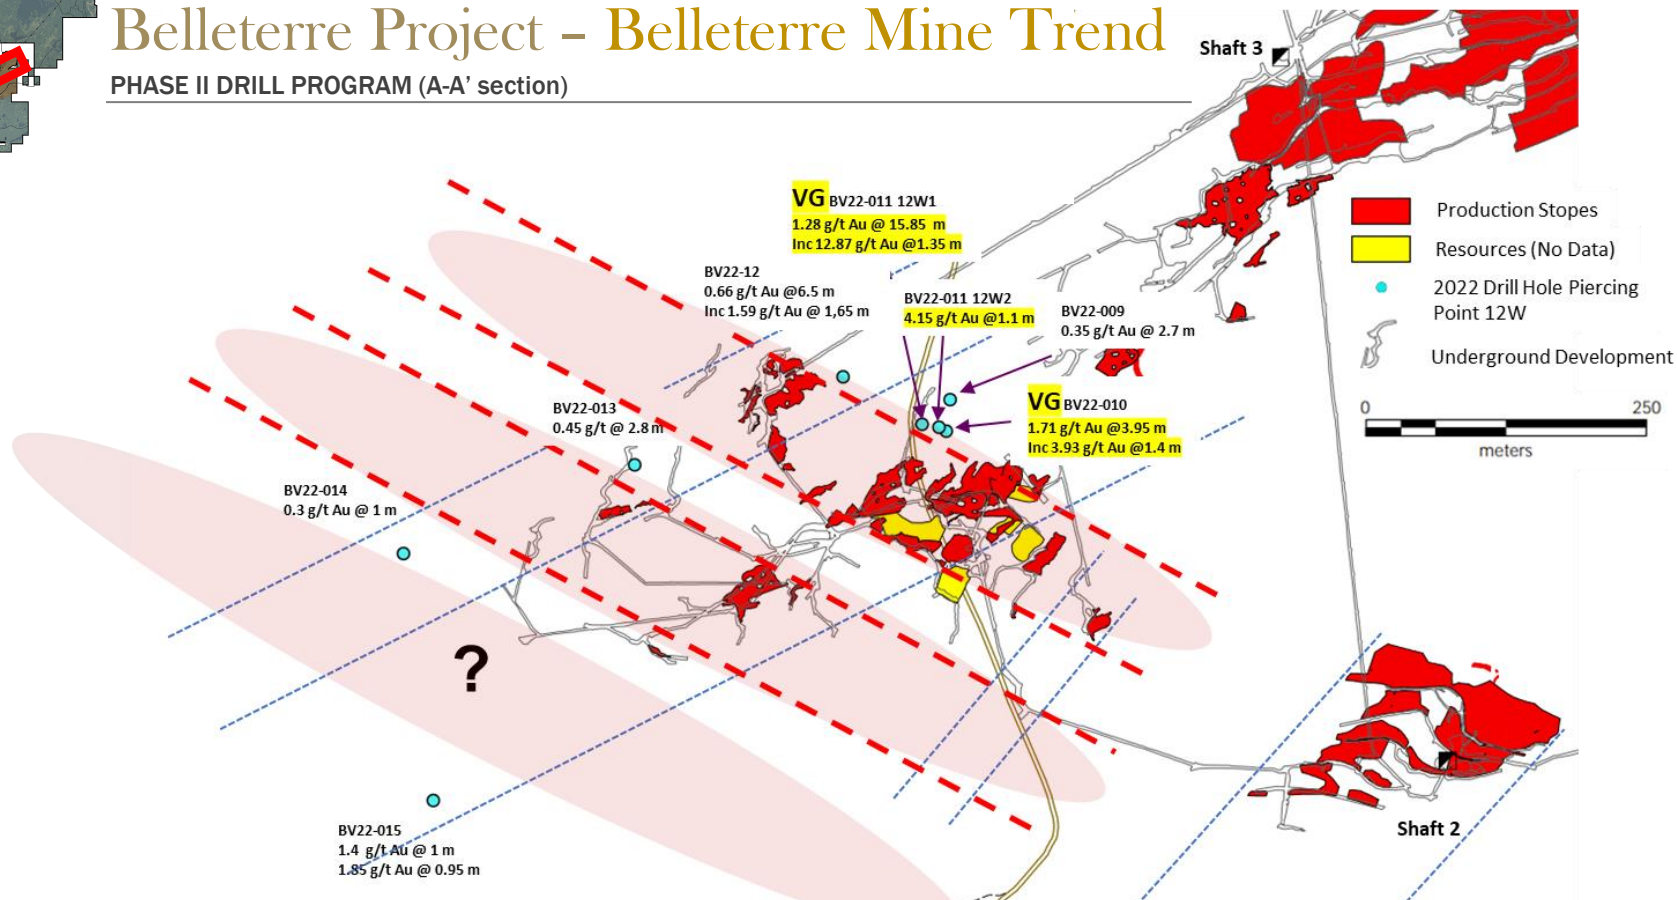 Belleterre Project – Belleterre Mine Trend
PHASE II DRILL PROGRAM (A-A’ section)
Shaft 3
VG BV22-011 12W1
1.28 g/t Au @ 15.85 m
Inc 12.87 g/t Au @1.35 m
BV22-12
0.66 g/t Au @6.5 m
Inc 1.59 g/t Au @ 1,65 m
BV22-011 12W2
4.15 g/t Au @1.1 m
BV22-009
0.35 g/t Au @ 2.7 m
VG BV22-010
1.71 g/t Au @3.95 m
Inc 3.93 g/t Au @1.4 m
BV22-013
0.45 g/t @ 2.8 m
BV22-014
0.3 g/t Au @ 1 m
?
BV22-015
1.4 g/t Au @ 1 m
1.85 g/t Au @ 0.95 m
Production Stopes
Resources (No Data)
2022 Drill Hole Piercing
Point 12W
Underground Development
0 250
meters
Shaft 2